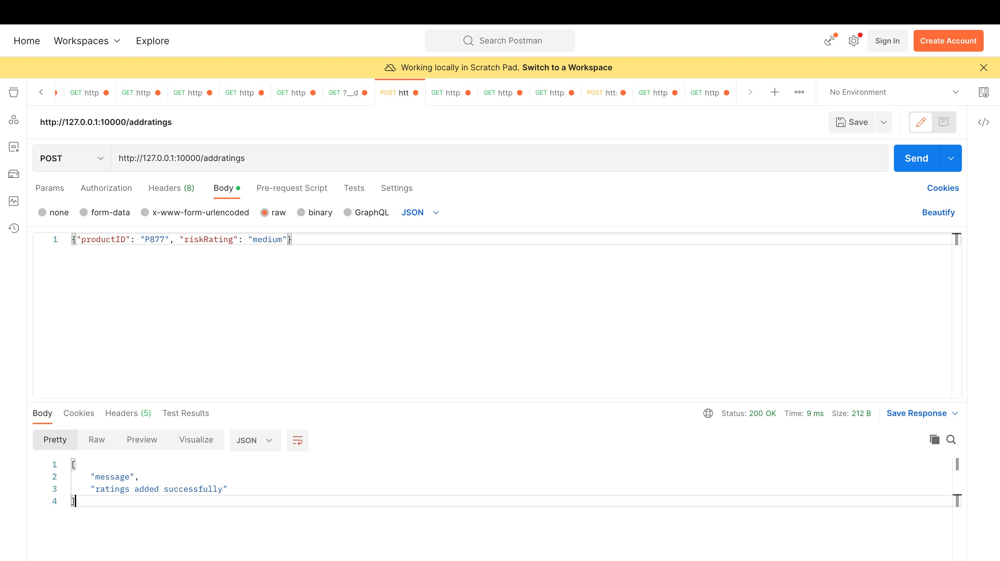 Home Workspaces Explore Search Postman Sign In Create Account
Working locally in Scratch Pad. Switch to a Workspace
GET http GET http GET http GET http GET http GET ?__d POST htt GET http: GET http GET http POST htt GET http GET http No Environment
http://127.0.0.1:10000/addratings Save
POST http://127.0.0.1:10000/addratings Send
Params Authorization Headers (8) Body Pre-request Script Tests Settings Cookies
none form-data x-www-form-urlencoded raw binary GraphQL JSON Beautify
1 {"productID": "P877", "riskRating": "medium"}
Body Cookies Headers (5) Test Results Status: 200 OK Time: 9 ms Size: 212 B Save Response
Pretty Raw Preview Visualize JSON
1 [
2 "message",
3 "ratings added successfully"
4 ]